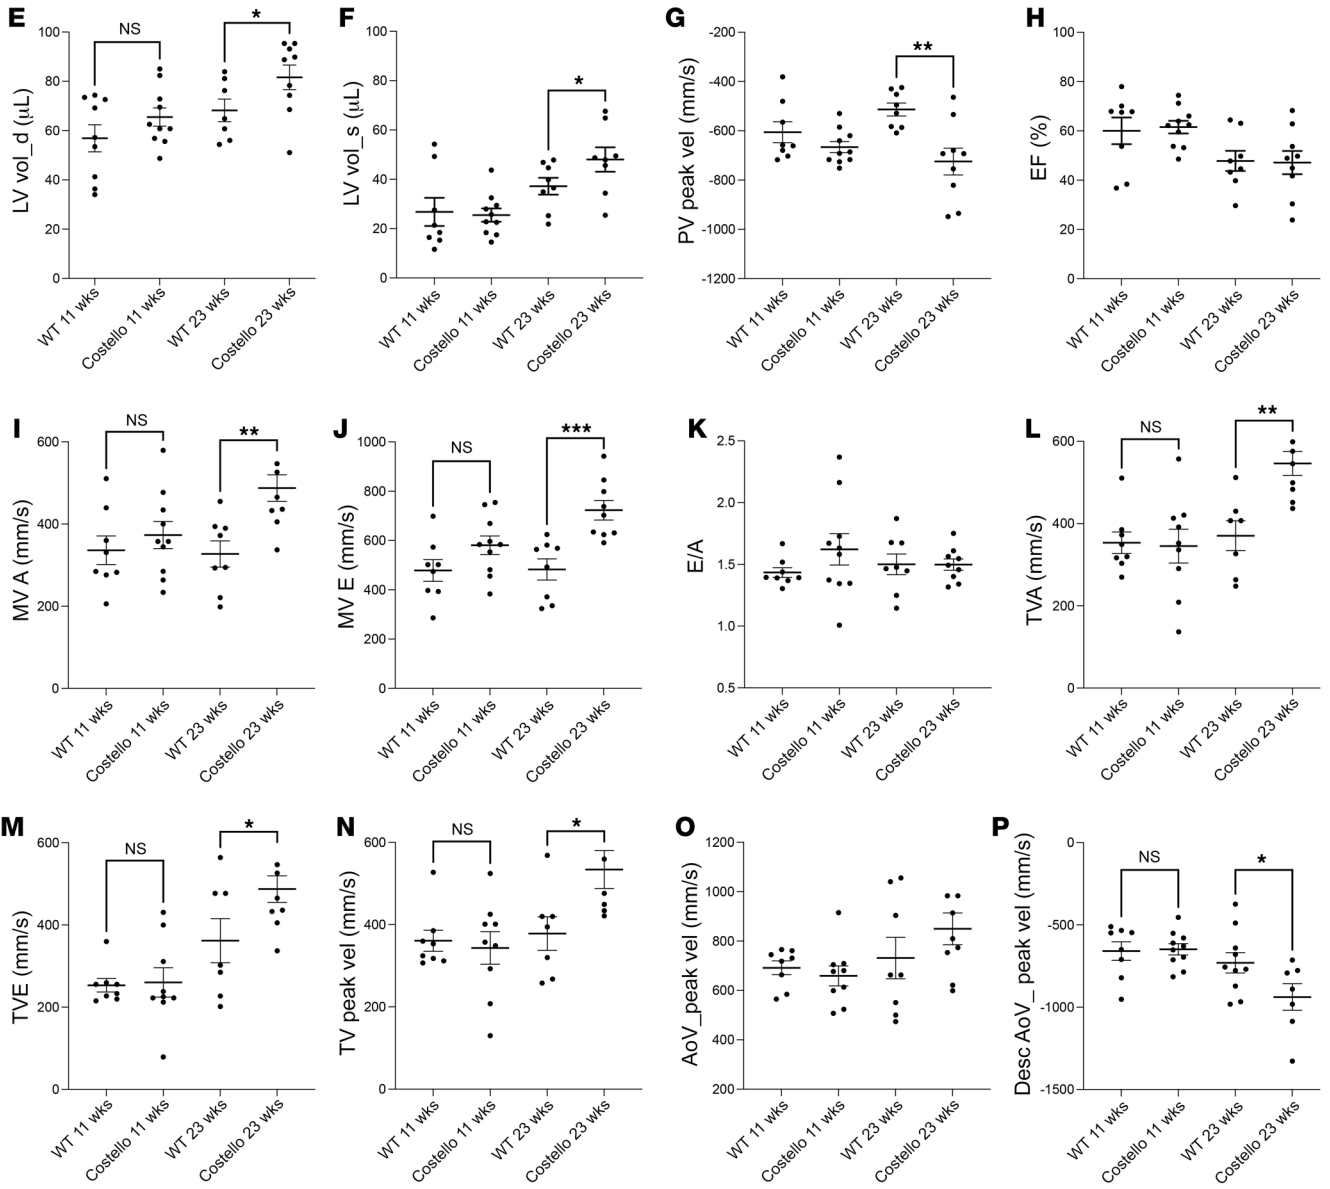 E
NS
*
LV vol_d (µL)
100
80
60
40
20
0
WT 11 wks
Costello 11 wks
WT 23 wks
Costello 23 wks
F
*
LV vol_s (µL)
100
80
60
40
20
0
WT 11 wks
Costello 11 wks
WT 23 wks
Costello 23 wks
G
**
PV peak vel (mm/s)
-200
-400
-600
-800
-1000
-1200
WT 11 wks
Costello 11 wks
WT 23 wks
Costello 23 wks
H
EF (%)
100
80
60
40
20
0
WT 11 wks
Costello 11 wks
WT 23 wks
Costello 23 wks
I
NS
**
MV A (mm/s)
600
400
200
0
WT 11 wks
Costello 11 wks
WT 23 wks
Costello 23 wks
J
NS
***
MV E (mm/s)
1000
800
600
400
200
0
WT 11 wks
Costello 11 wks
WT 23 wks
Costello 23 wks
K
E/A
2.5
2.0
1.5
1.0
0.5
WT 11 wks
Costello 11 wks
WT 23 wks
Costello 23 wks
L
NS
**
TVA (mm/s)
600
400
200
0
WT 11 wks
Costello 11 wks
WT 23 wks
Costello 23 wks
M
NS
*
TVE (mm/s)
600
400
200
0
WT 11 wks
Costello 11 wks
WT 23 wks
Costello 23 wks
N
NS
*
TV peak vel (mm/s)
600
400
200
0
WT 11 wks
Costello 11 wks
WT 23 wks
Costello 23 wks
O
AoV_peak vel (mm/s)
1200
1000
800
600
400
200
WT 11 wks
Costello 11 wks
WT 23 wks
Costello 23 wks
P
NS
*
Desc AoV_ peak vel (mm/s)
0
-500
-1000
-1500
WT 11 wks
Costello 11 wks
WT 23 wks
Costello 23 wks